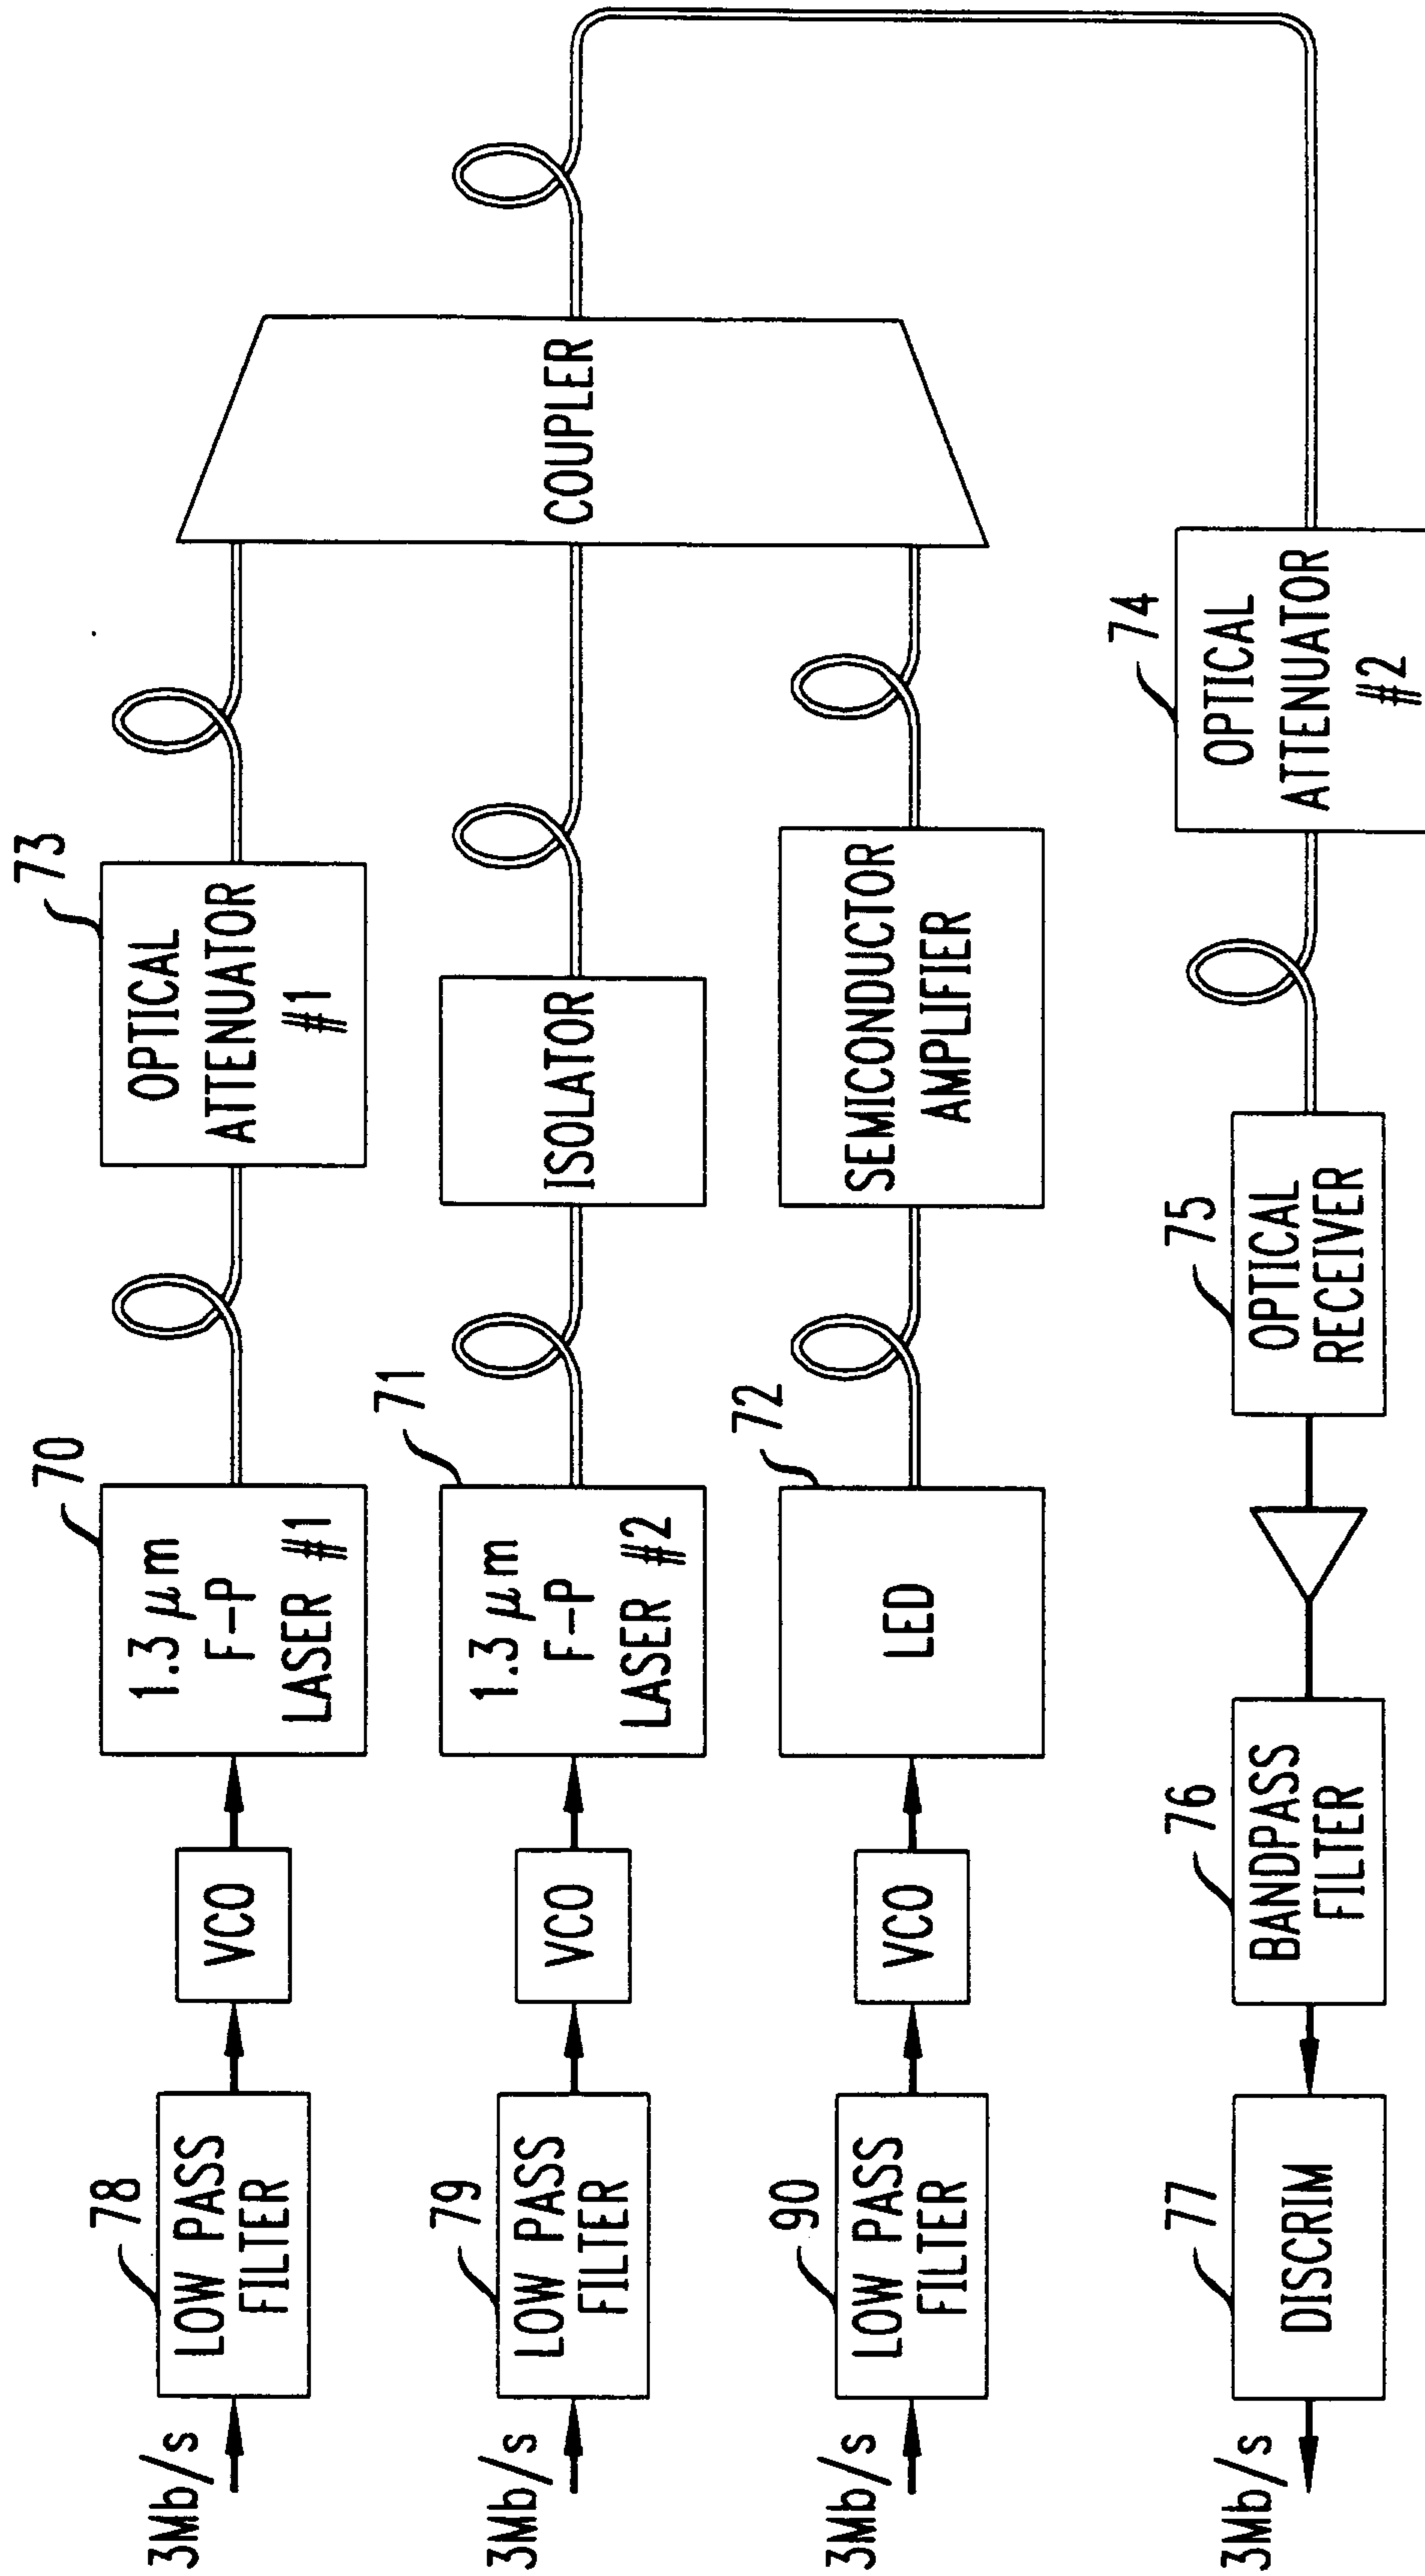 3Mb/s
78
LOW PASS
FILTER
VCO
70
1.3 μm
F-P
LASER #1
73
OPTICAL
ATTENUATOR
#1
3Mb/s
79
LOW PASS
FILTER
VCO
71
1.3 μm
F-P
LASER #2
ISOLATOR
COUPLER
3Mb/s
90
LOW PASS
FILTER
VCO
72
LED
SEMICONDUCTOR
AMPLIFIER
3Mb/s
77
DISCRIM
76
BANDPASS
FILTER
75
OPTICAL
RECEIVER
74
OPTICAL
ATTENUATOR
#2